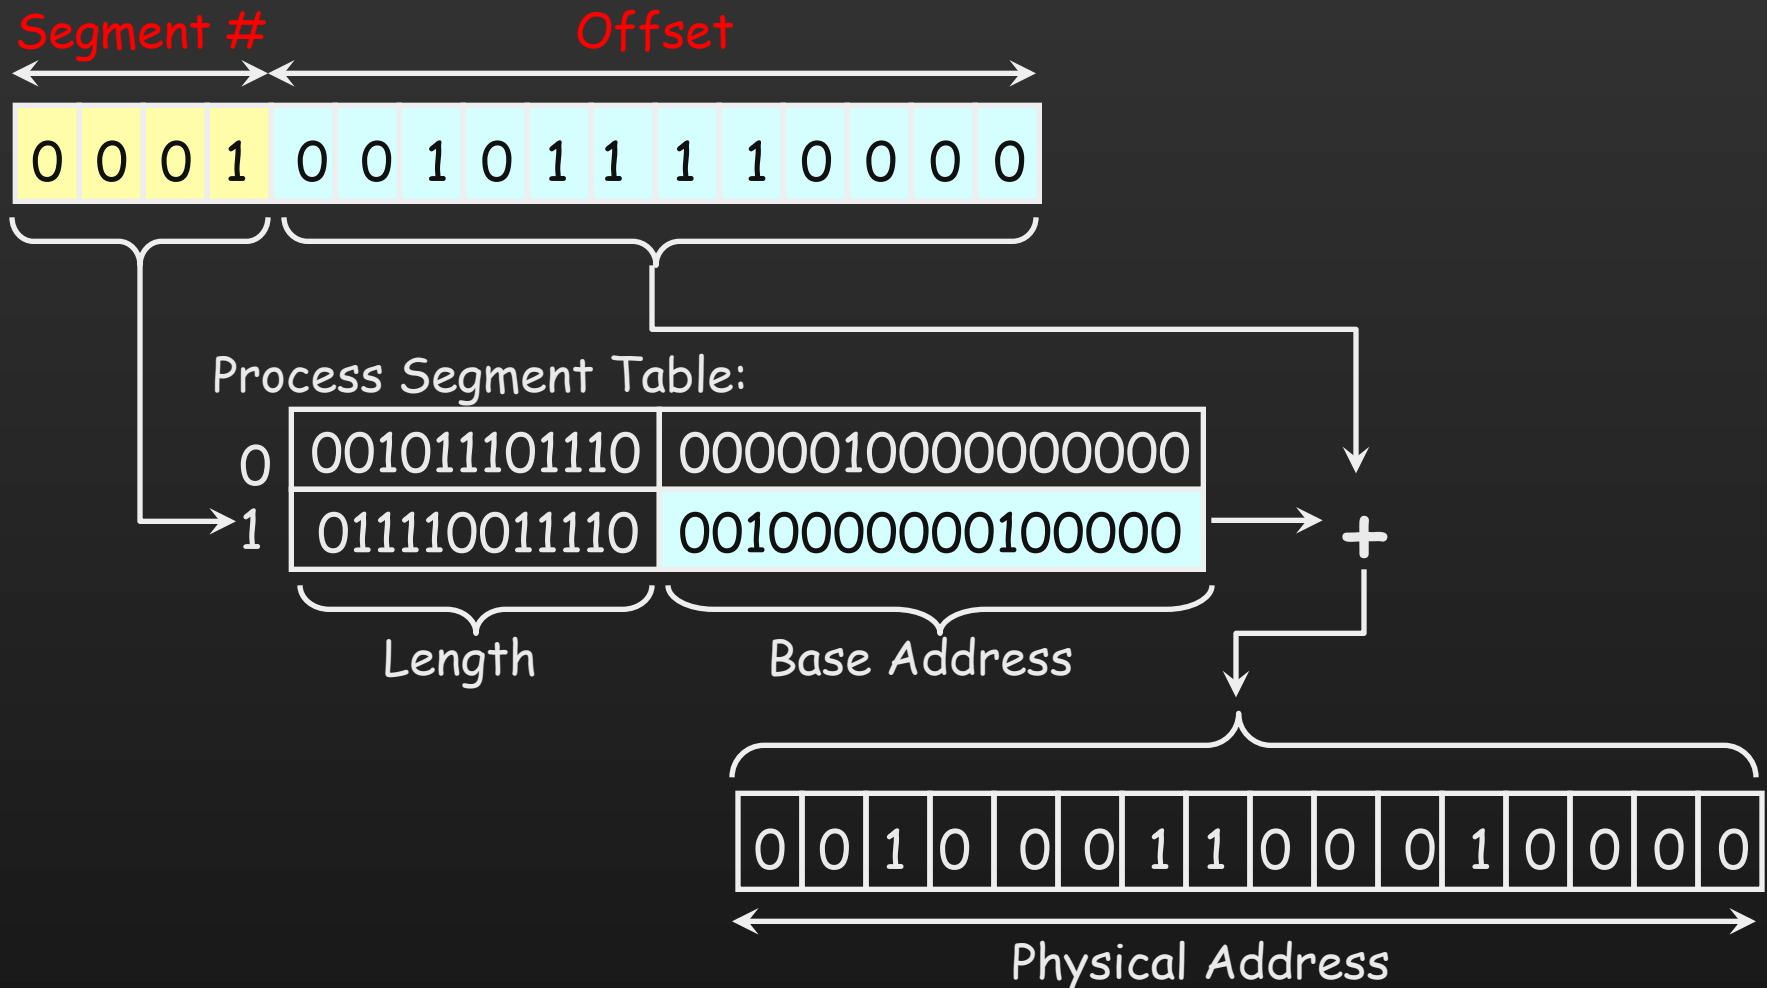 Segment # Offset
0 0 0 1 0 0 1 0 1 1 1 1 0 0 0 0
Process Segment Table:
0 001011101110 0000010000000000
1 011110011110 0010000000100000
+
Length Base Address
0 0 1 0 0 0 1 1 0 0 0 1 0 0 0 0
Physical Address